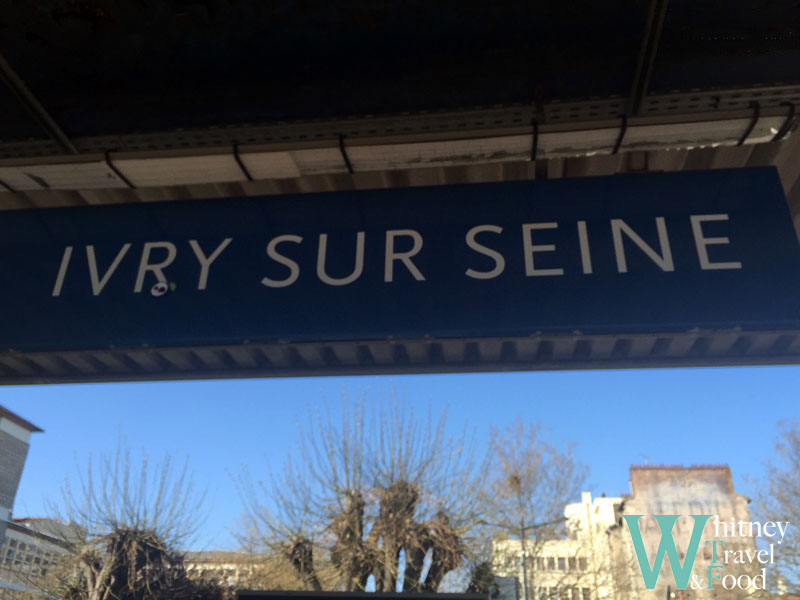 IVRY SUR SEINE
Whitney
Travel
& Food